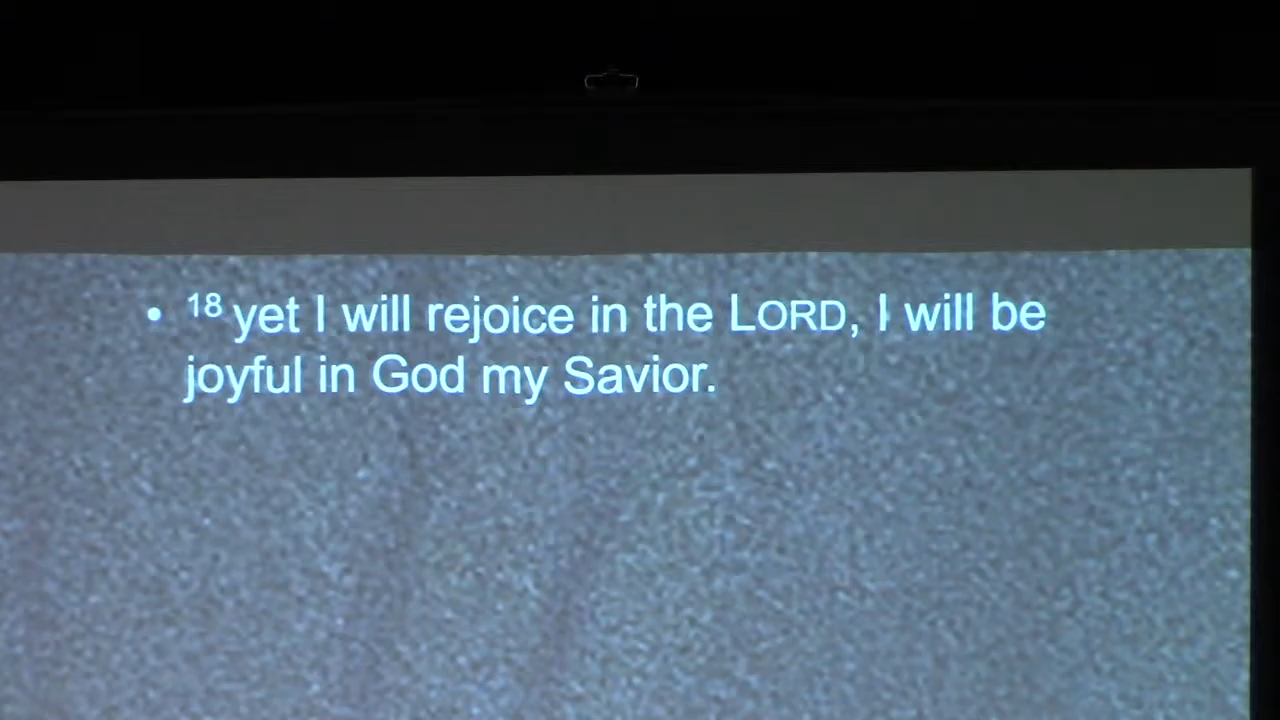 • 18 yet I will rejoice in the LORD, I will be
joyful in God my Savior.